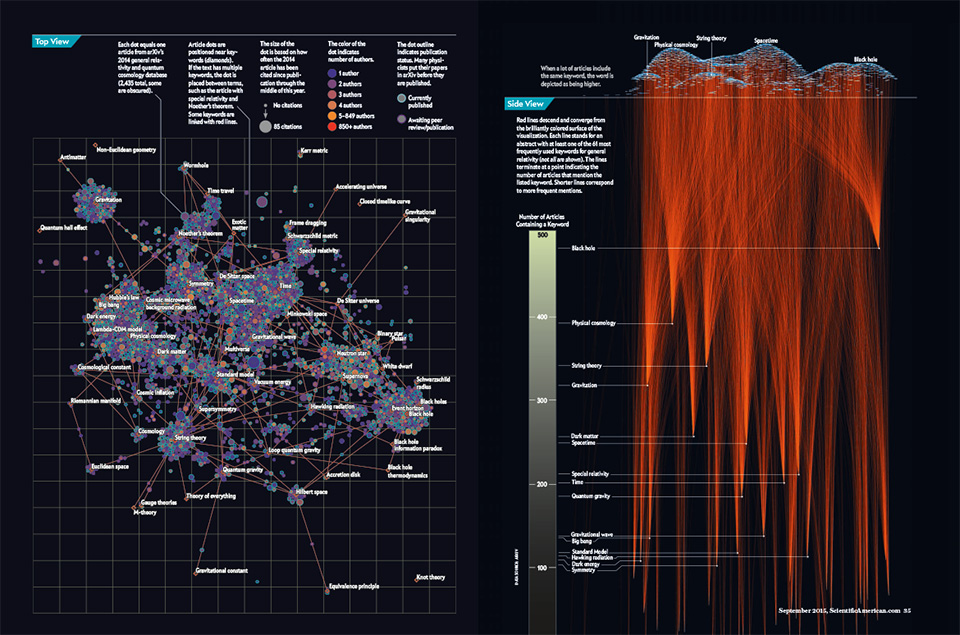 Top View
Each dot equals one
article from arXiv's
2014 general rela-
tivity and quantum
cosmology database
(2,435 total, some
are obscured).
Article dots are
positioned near key-
words (diamonds).
If the text has multiple
keywords, the dot is
placed between terms,
such as the article with
special relativity and
Noether's theorem.
Some keywords are
linked with red lines.
The size of the
dot is based on how
often the 2014
article has been
cited since publi-
cation through the
middle of this year.
No citations
85 citations
The color of the
dot indicates
number of authors.
1 author
2 authors
3 authors
4 authors
5–849 authors
850+ authors
The dot outline
indicates publication
status. Many physi-
cists put their papers
in arXiv before they
are published.
Currently
published
Awaiting peer
review/publication
Non-Euclidean geometry
Antimatter
Kerr metric
Wormhole
Gravitation
Time travel
Accelerating universe
Closed timelike curve
Gravitational
singularity
Quantum hall effect
Noether's theorem
Exotic
matter
Frame dragging
Schwarzschild metric
Special relativity
De Sitter space
Symmetry
Time
Hubble's law
Big bang
Cosmic microwave
background radiation
Spacetime
De Sitter universe
Dark energy
Minkowski space
Lambda-CDM model
Physical cosmology
Gravitational wave
Binary star
Pulsar
Dark matter
Multiverse
Neutron star
Cosmological constant
Standard model
White dwarf
Vacuum energy
Supernova
Schwarzschild
radius
Cosmic inflation
Riemannian manifold
Supersymmetry
Hawking radiation
Black holes
Event horizon
Black hole
Cosmology
String theory
Loop quantum gravity
Black hole
information paradox
Euclidean space
Quantum gravity
Accretion disk
Black hole
thermodynamics
Theory of everything
Hilbert space
Gauge theories
M-theory
Gravitational constant
Equivalence principle
Knot theory
Gravitation
Physical cosmology
String theory
Spacetime
Black hole
When a lot of articles include
the same keyword, the word is
depicted as being higher.
Side View
Red lines descend and converge from
the brilliantly colored surface of the
visualization. Each line stands for an
abstract with at least one of the 61 most
frequently used keywords for general
relativity (not all are shown). The lines
terminate at a point indicating the
number of articles that mention the
listed keyword. Shorter lines correspond
to more frequent mentions.
Number of Articles
Containing a Keyword
500
Black hole
400
Physical cosmology
String theory
Gravitation
300
Dark matter
Spacetime
Special relativity
200
Time
Quantum gravity
Gravitational wave
Big bang
Standard Model
Hawking radiation
100
Dark energy
Symmetry
September 2015, ScientificAmerican.com 35